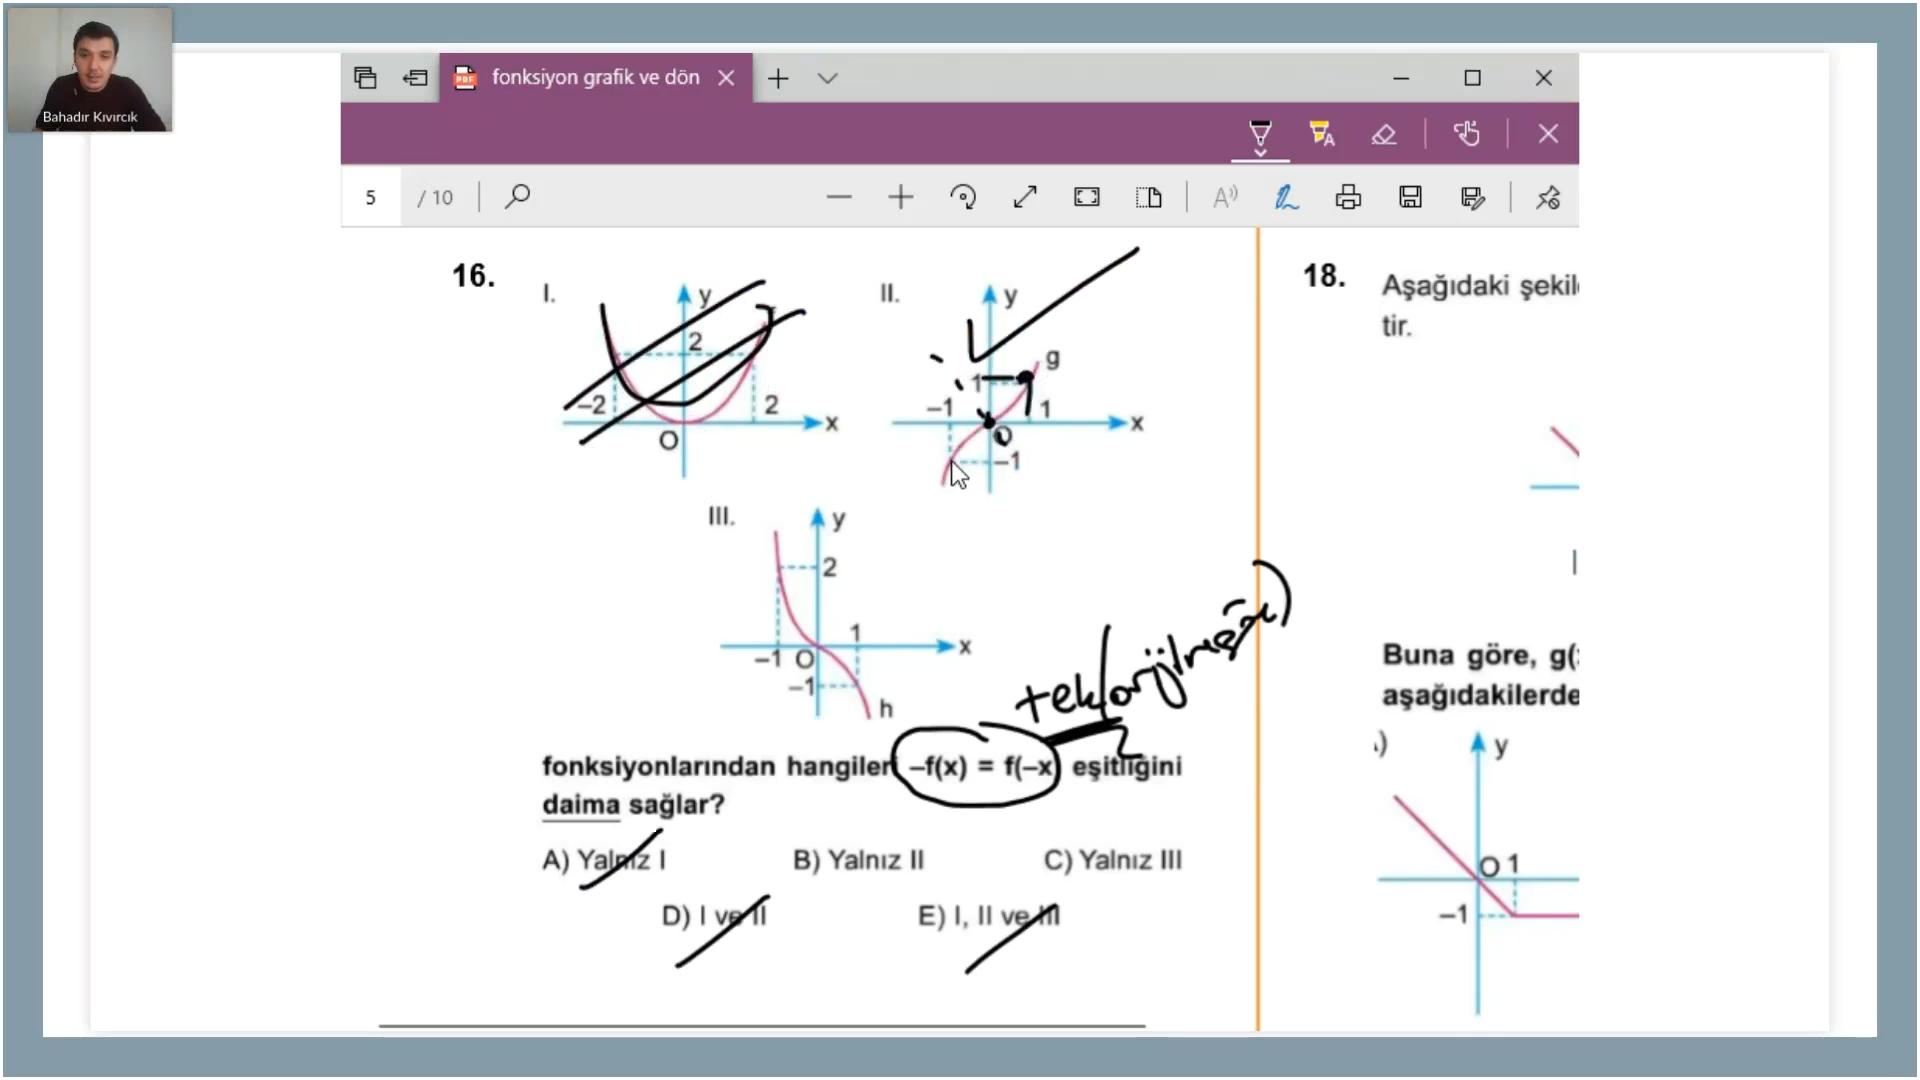 Bahadır Kıvırcık
fonksiyon grafik ve dön
5 / 10
16.
I.
y
2
–2
2
x
O
II.
y
g
1
–1
1
x
O
–1
III.
y
2
1
x
–1
O
–1
h
tek
fonksiyonlarından hangileri –f(x) = f(–x eşitliğini
daima sağlar?
A) Yalnız I
B) Yalnız II
C) Yalnız III
D) I ve II
E) I, II ve III
18.
Aşağıdaki şekil
tir.
Buna göre, g(
aşağıdakilerde
y
O 1
–1